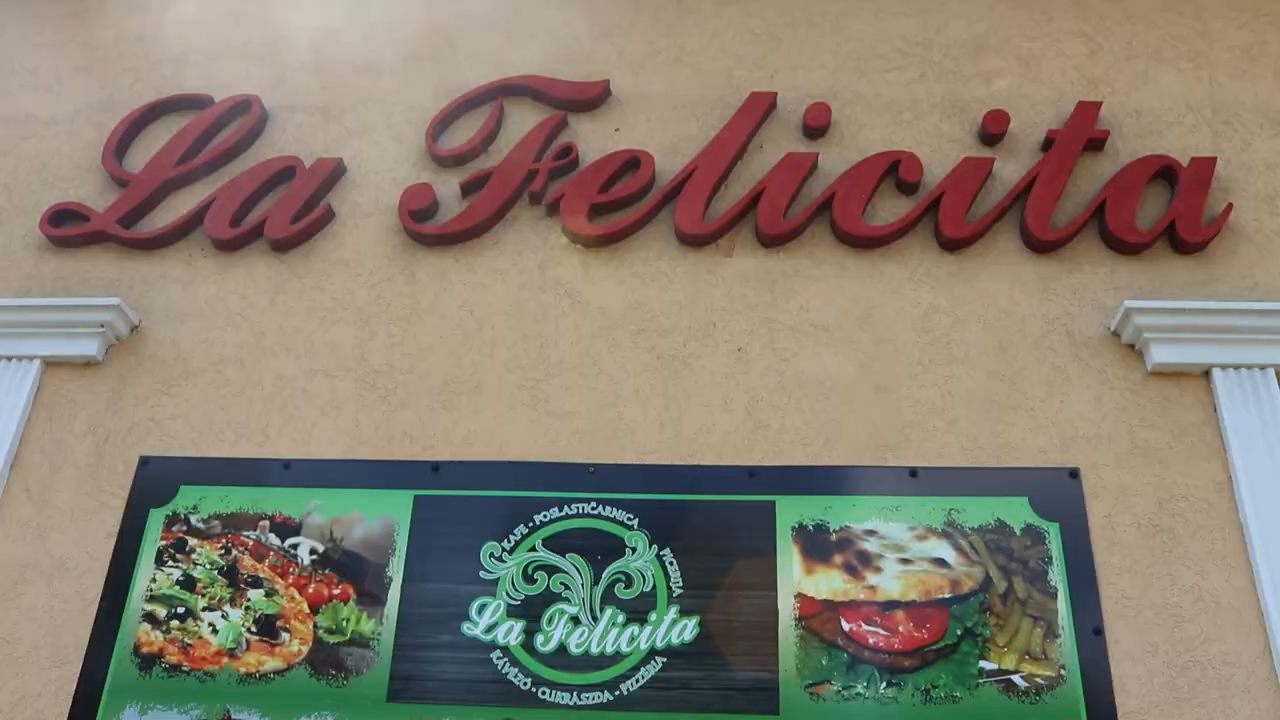 La Felicita
KAFE - POSLASTIČARNICA
PICERIJA
La Felicita
KÁVÉZÓ - CUKRÁSZDA - PIZZÉRIA